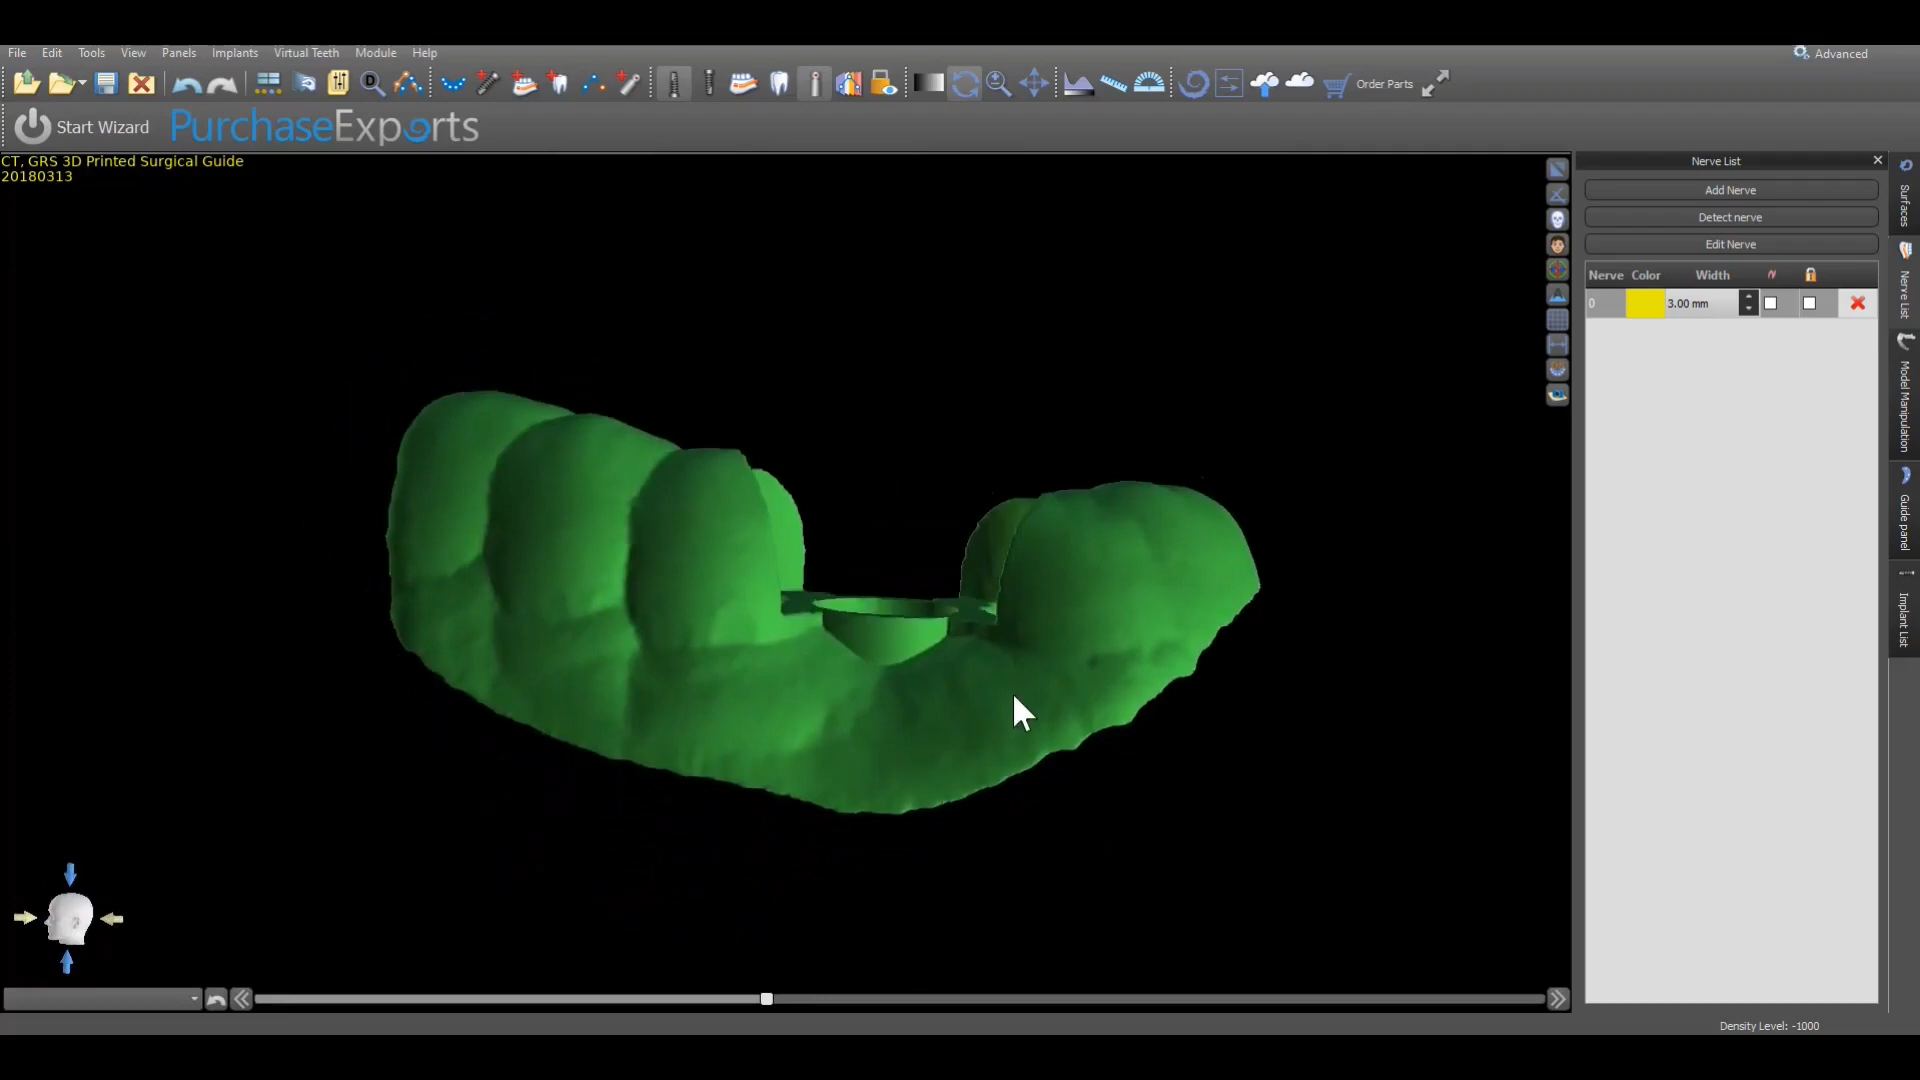 File Edit Tools View Panels Implants Virtual Teeth Module Help
Advanced
D
Order Parts
Start Wizard PurchaseExports
CT, GRS 3D Printed Surgical Guide
20180313
Nerve List
Add Nerve
Detect nerve
Edit Nerve
Nerve Color Width
0 3.00 mm
Surfaces
Nerve List
Model Manipulation
Guide panel
Implant List
Density Level: -1000